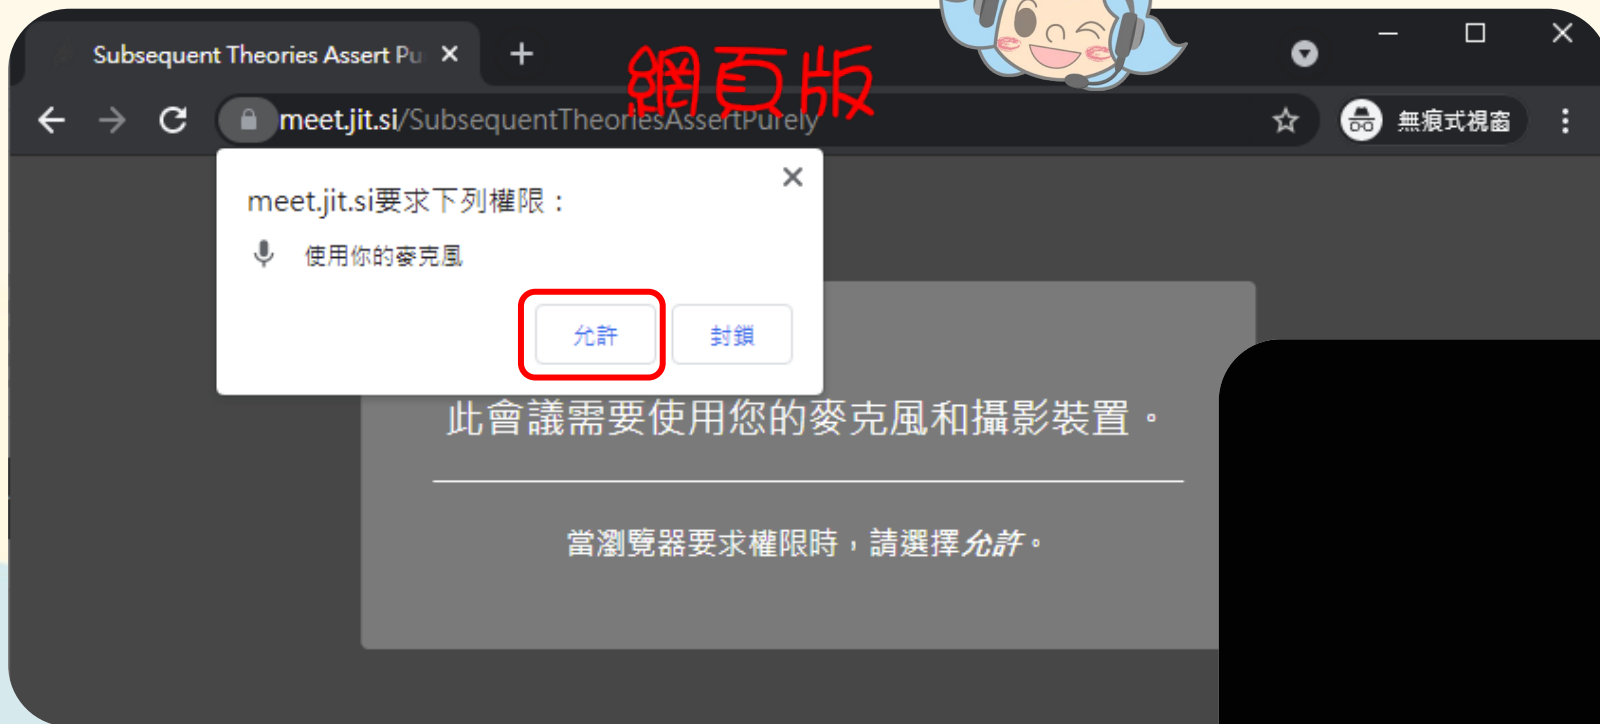 Subsequent Theories Assert Pu
網頁版
meet.jit.si/SubsequentTheoriesAssertPurely
無痕式視窗
meet.jit.si要求下列權限：
使用你的麥克風
允許
封鎖
此會議需要使用您的麥克風和攝影裝置。
當瀏覽器要求權限時，請選擇允許。